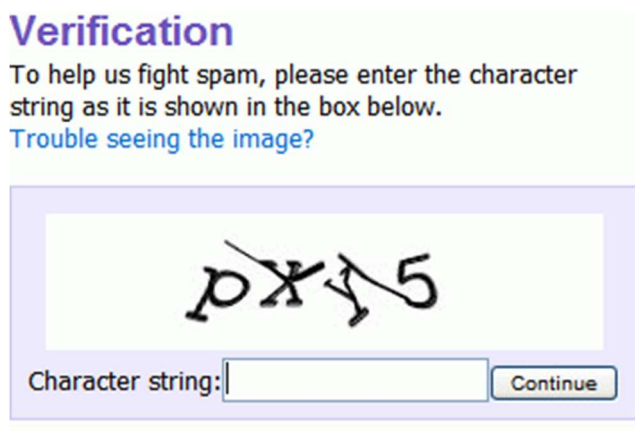 Verification
To help us fight spam, please enter the character
string as it is shown in the box below.
Trouble seeing the image?
pxy5
Character string:
Continue